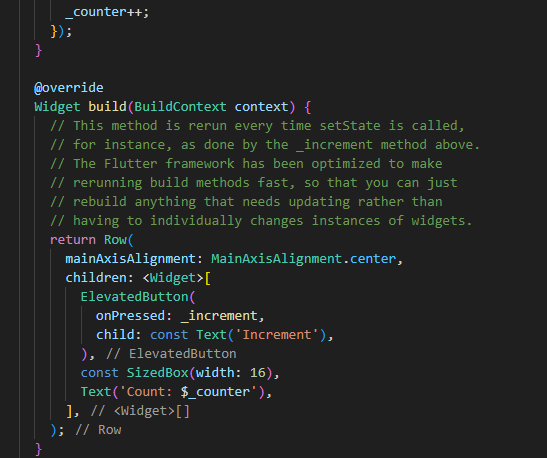 _counter++;
});
}
@override
Widget build(BuildContext context) {
// This method is rerun every time setState is called,
// for instance, as done by the _increment method above.
// The Flutter framework has been optimized to make
// rerunning build methods fast, so that you can just
// rebuild anything that needs updating rather than
// having to individually changes instances of widgets.
return Row(
mainAxisAlignment: MainAxisAlignment.center,
children: <Widget>[
ElevatedButton(
onPressed: _increment,
child: const Text('Increment'),
), // ElevatedButton
const SizedBox(width: 16),
Text('Count: $_counter'),
], // <Widget>[]
); // Row
}